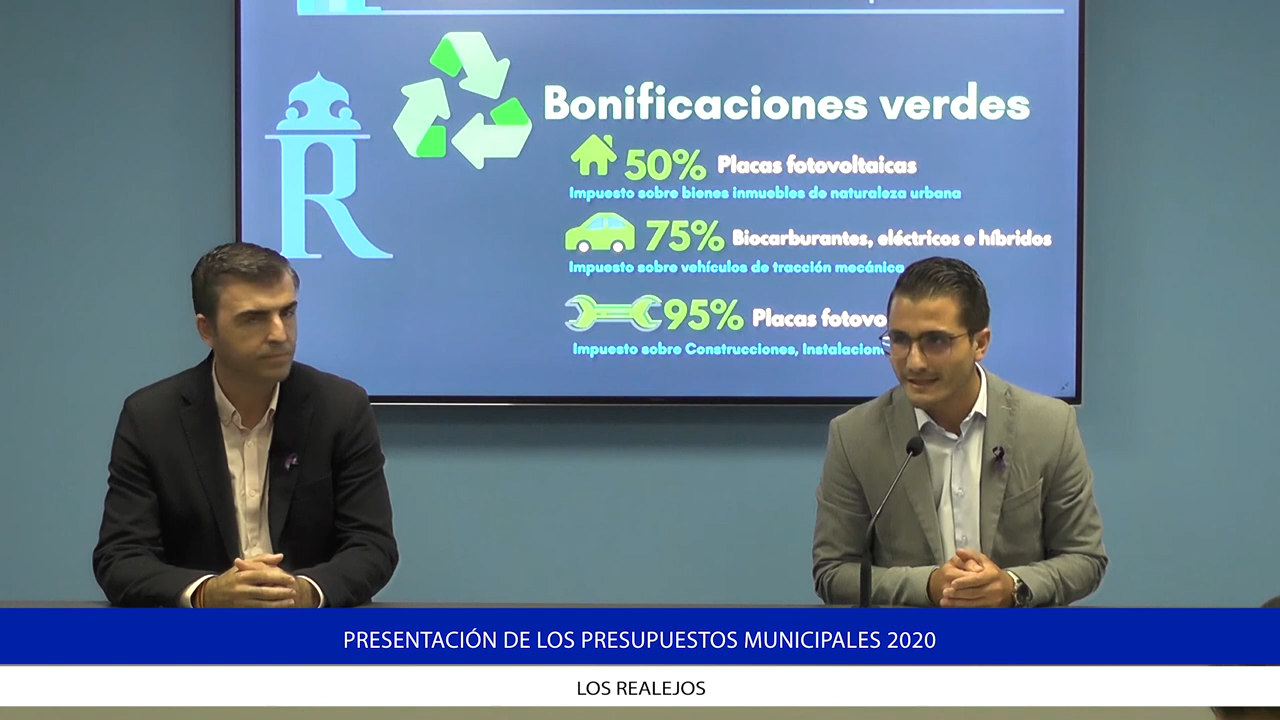 Bonificaciones verdes
50% Placas fotovoltaicas
Impuesto sobre bienes inmuebles de naturaleza urbana
75% Biocarburantes, eléctricos e híbridos
Impuesto sobre vehículos de tracción mecánica
95% Placas fotovo
Impuesto sobre Construcciones, Instalacion
R
PRESENTACIÓN DE LOS PRESUPUESTOS MUNICIPALES 2020
LOS REALEJOS